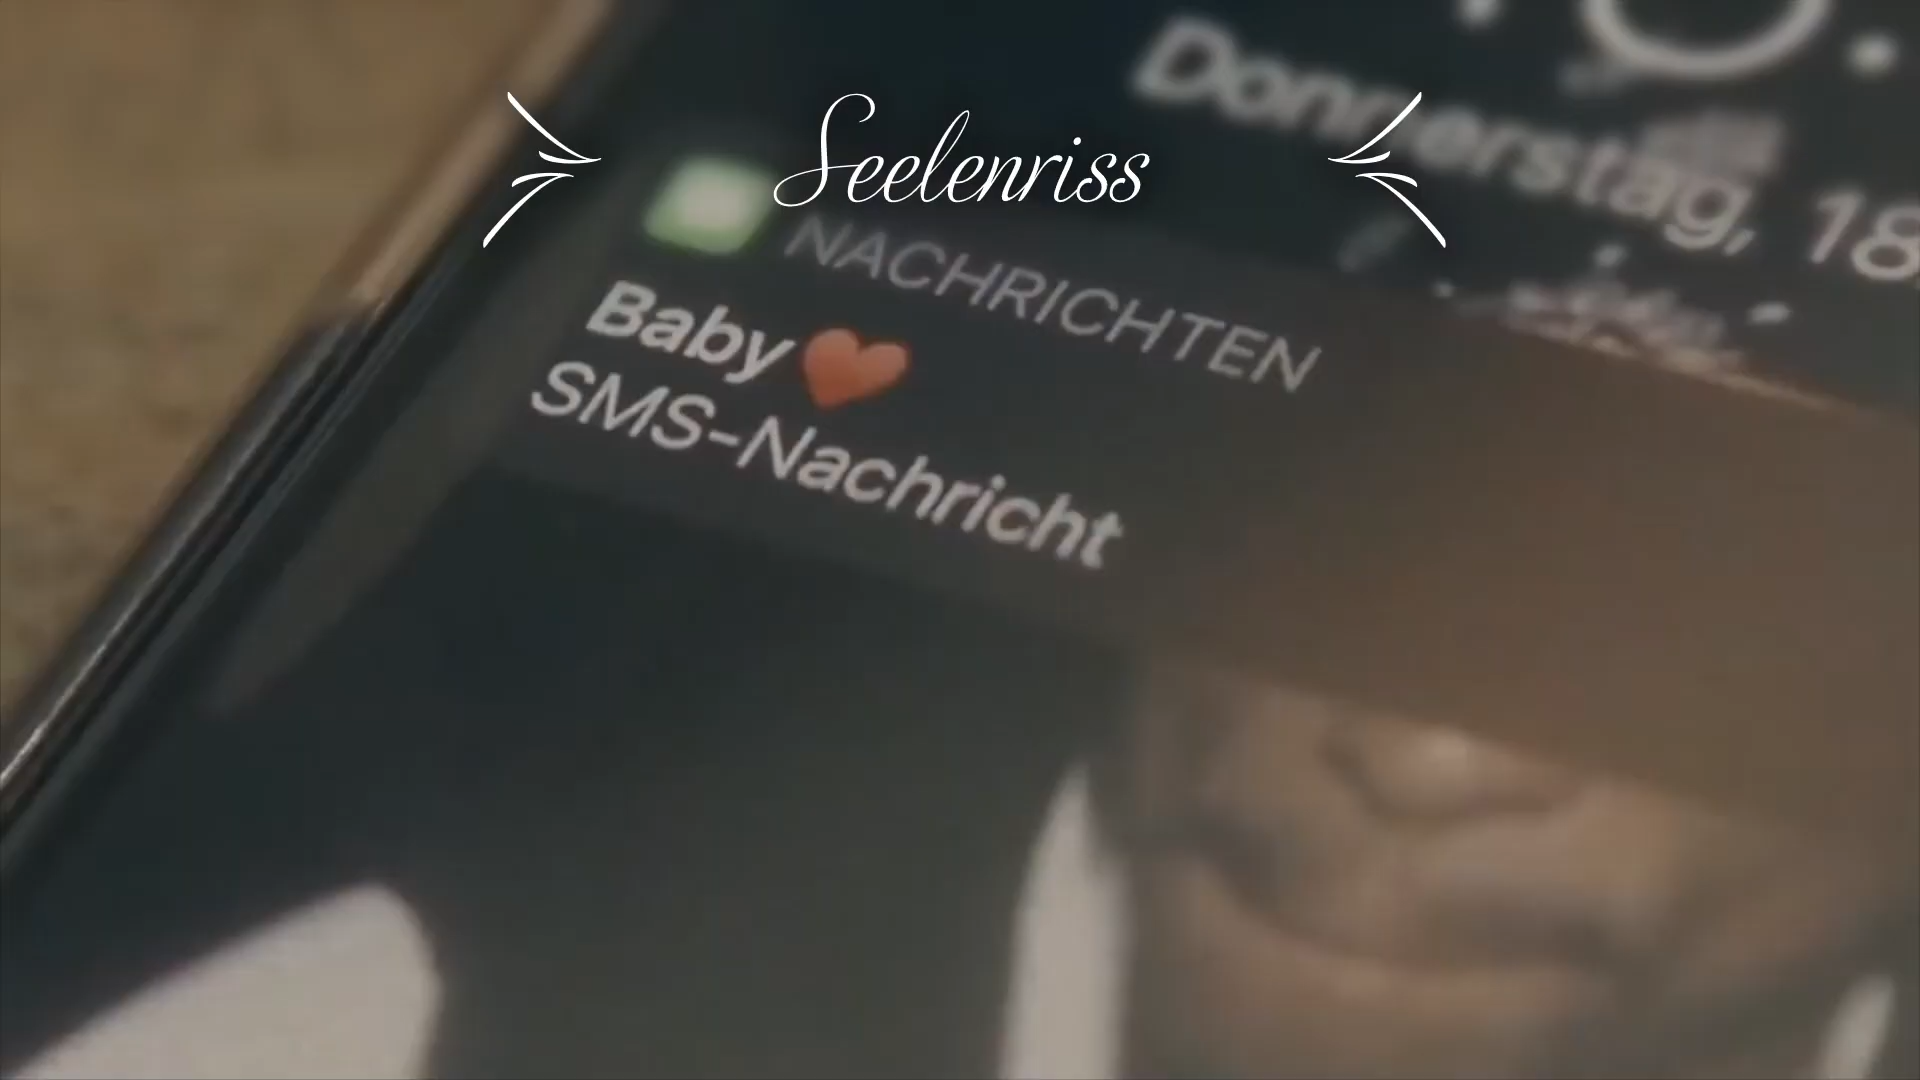 Seelenriss
Donnerstag, 18.
NACHRICHTEN
Baby ❤️
SMS-Nachricht